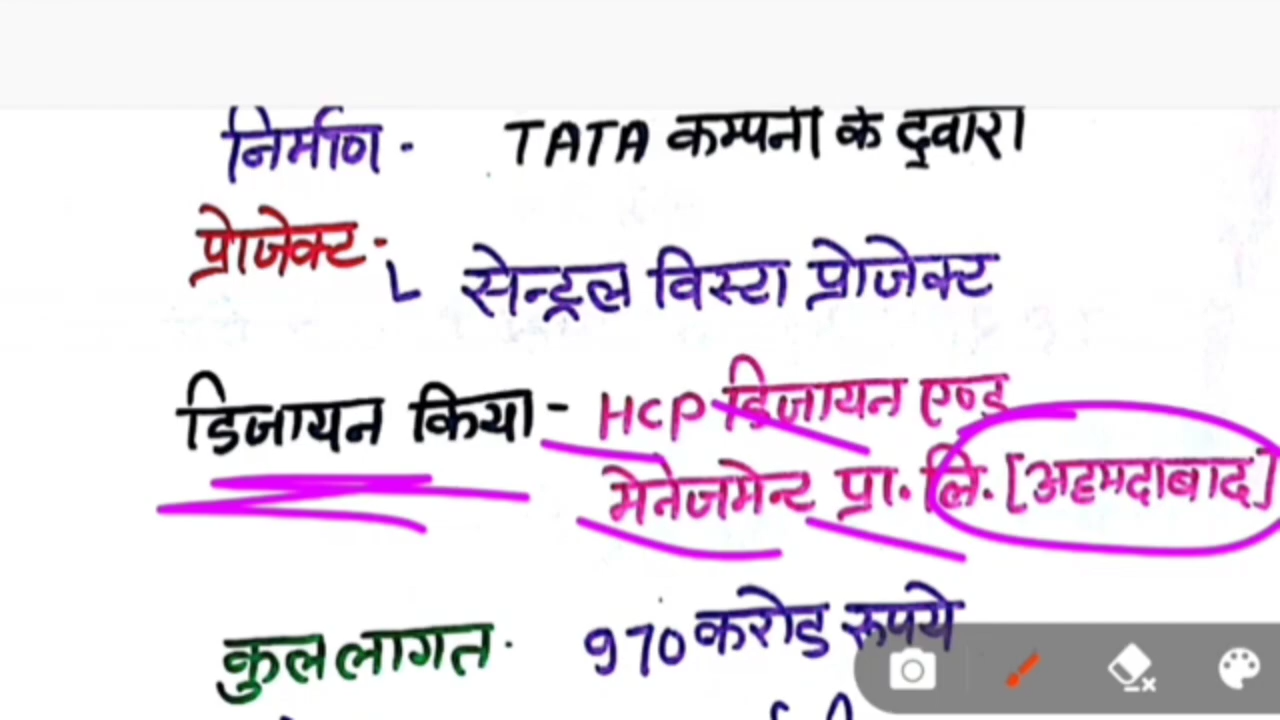 निर्माण - TATA कम्पनी के द्वारा
प्रोजेक्ट -
सेन्ट्रल विस्टा प्रोजेक्ट
डिजायन किया - HCP डिजायन एण्ड
मेनेजमेन्ट प्रा. लि. [अहमदाबाद]
कुल लागत - 970 करोड रूपये